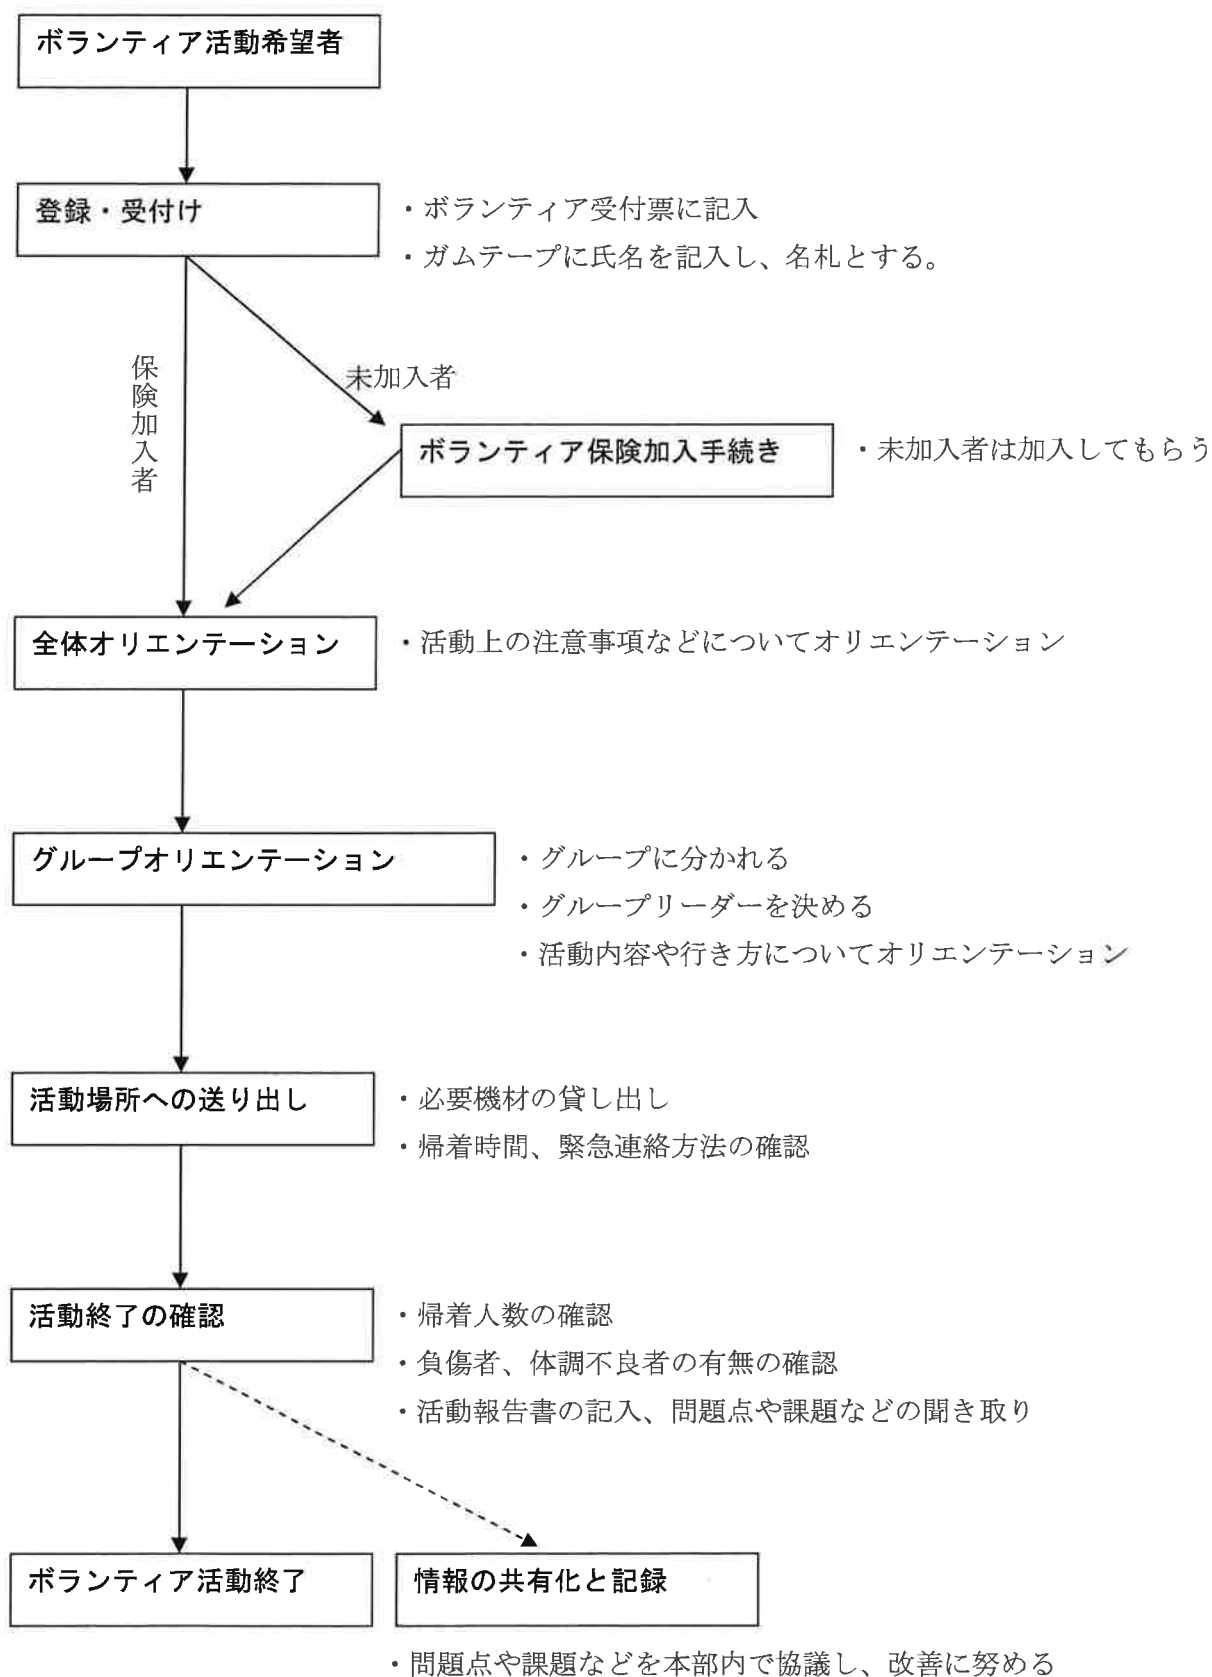 ボランティア活動希望者
登録・受付け
・ボランティア受付票に記入
・ガムテープに氏名を記入し、名札とする。
保険加入者
未加入者
ボランティア保険加入手続き
・未加入者は加入してもらう
全体オリエンテーション
・活動上の注意事項などについてオリエンテーション
グループオリエンテーション
・グループに分かれる
・グループリーダーを決める
・活動内容や行き方についてオリエンテーション
活動場所への送り出し
・必要機材の貸し出し
・帰着時間、緊急連絡方法の確認
活動終了の確認
・帰着人数の確認
・負傷者、体調不良者の有無の確認
・活動報告書の記入、問題点や課題などの聞き取り
ボランティア活動終了
情報の共有化と記録
・問題点や課題などを本部内で協議し、改善に努める